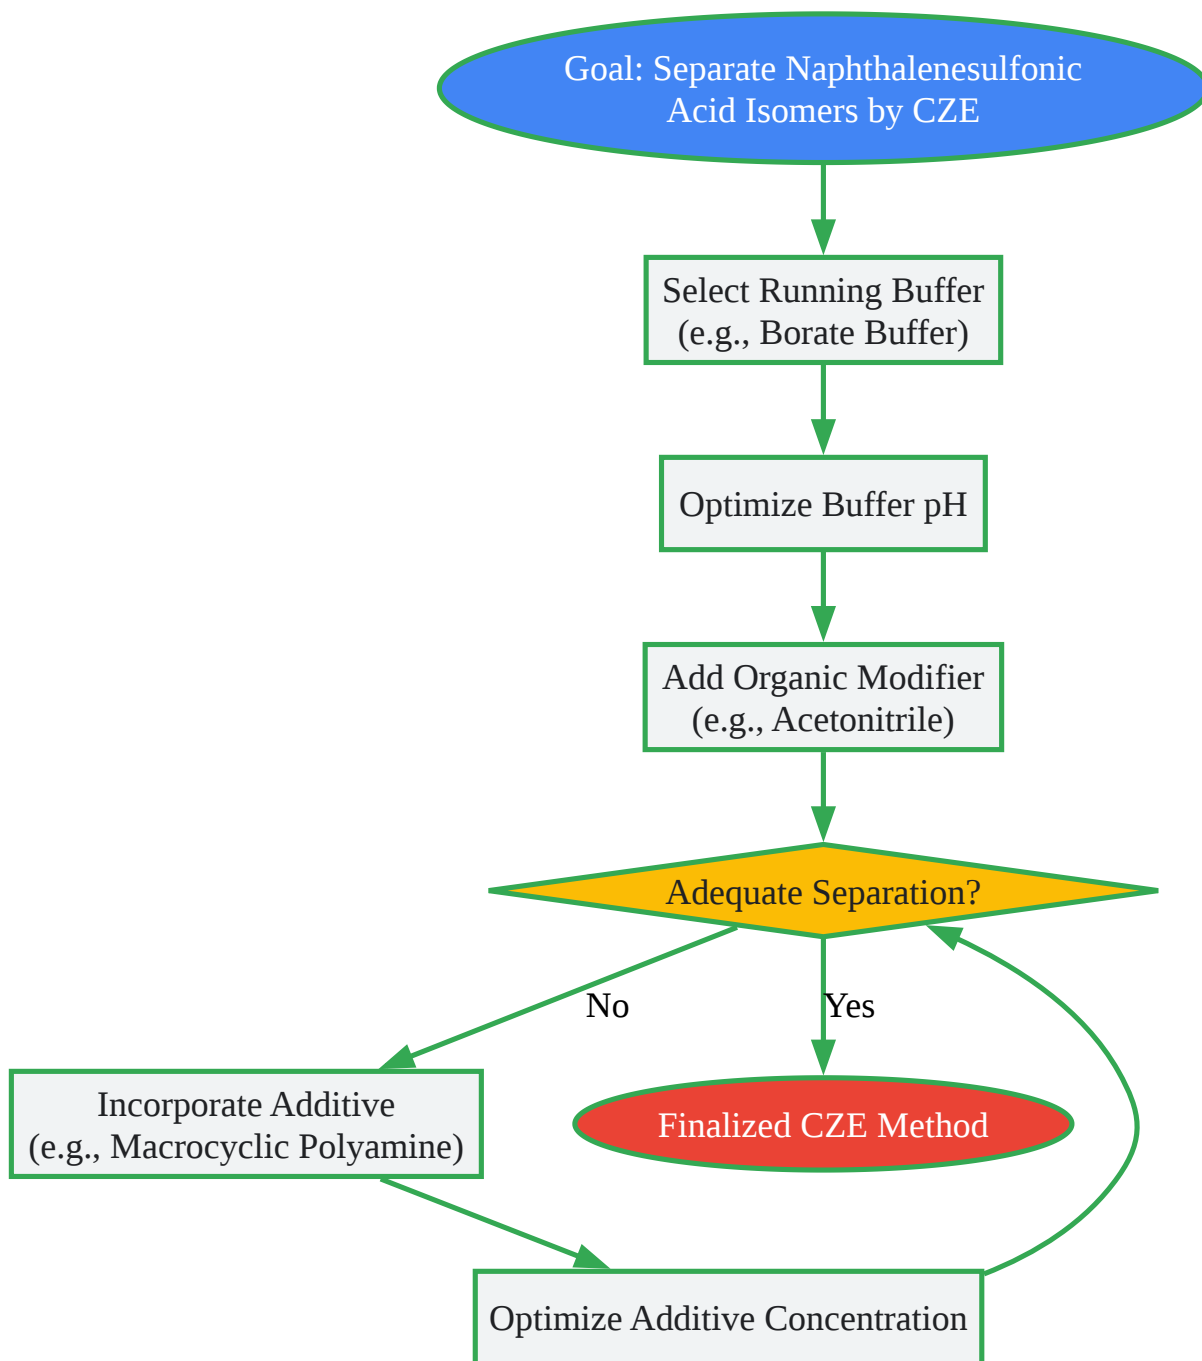 Goal: Separate Naphthalenesulfonic
Acid Isomers by CZE
Select Running Buffer
(e.g., Borate Buffer)
Optimize Buffer pH
Add Organic Modifier
(e.g., Acetonitrile)
Adequate Separation?
No
Yes
Incorporate Additive
(e.g., Macrocyclic Polyamine)
Finalized CZE Method
Optimize Additive Concentration